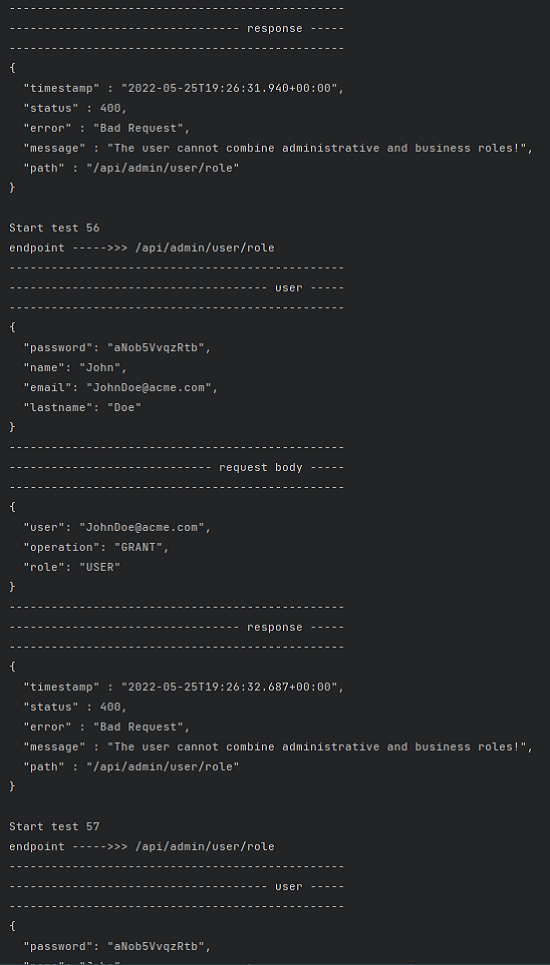 ------------------------------------------------
--------------------------------- response -----
------------------------------------------------
{
  "timestamp" : "2022-05-25T19:26:31.940+00:00",
  "status" : 400,
  "error" : "Bad Request",
  "message" : "The user cannot combine administrative and business roles!",
  "path" : "/api/admin/user/role"
}
Start test 56
endpoint ----->>> /api/admin/user/role
------------------------------------------------
------------------------------------- user -----
------------------------------------------------
{
  "password": "aNob5VvqzRtb",
  "name": "John",
  "email": "JohnDoe@acme.com",
  "lastname": "Doe"
}
------------------------------------------------
----------------------------- request body -----
------------------------------------------------
{
  "user": "JohnDoe@acme.com",
  "operation": "GRANT",
  "role": "USER"
}
------------------------------------------------
--------------------------------- response -----
------------------------------------------------
{
  "timestamp" : "2022-05-25T19:26:32.687+00:00",
  "status" : 400,
  "error" : "Bad Request",
  "message" : "The user cannot combine administrative and business roles!",
  "path" : "/api/admin/user/role"
}
Start test 57
endpoint ----->>> /api/admin/user/role
------------------------------------------------
------------------------------------- user -----
------------------------------------------------
{
  "password": "aNob5VvqzRtb",